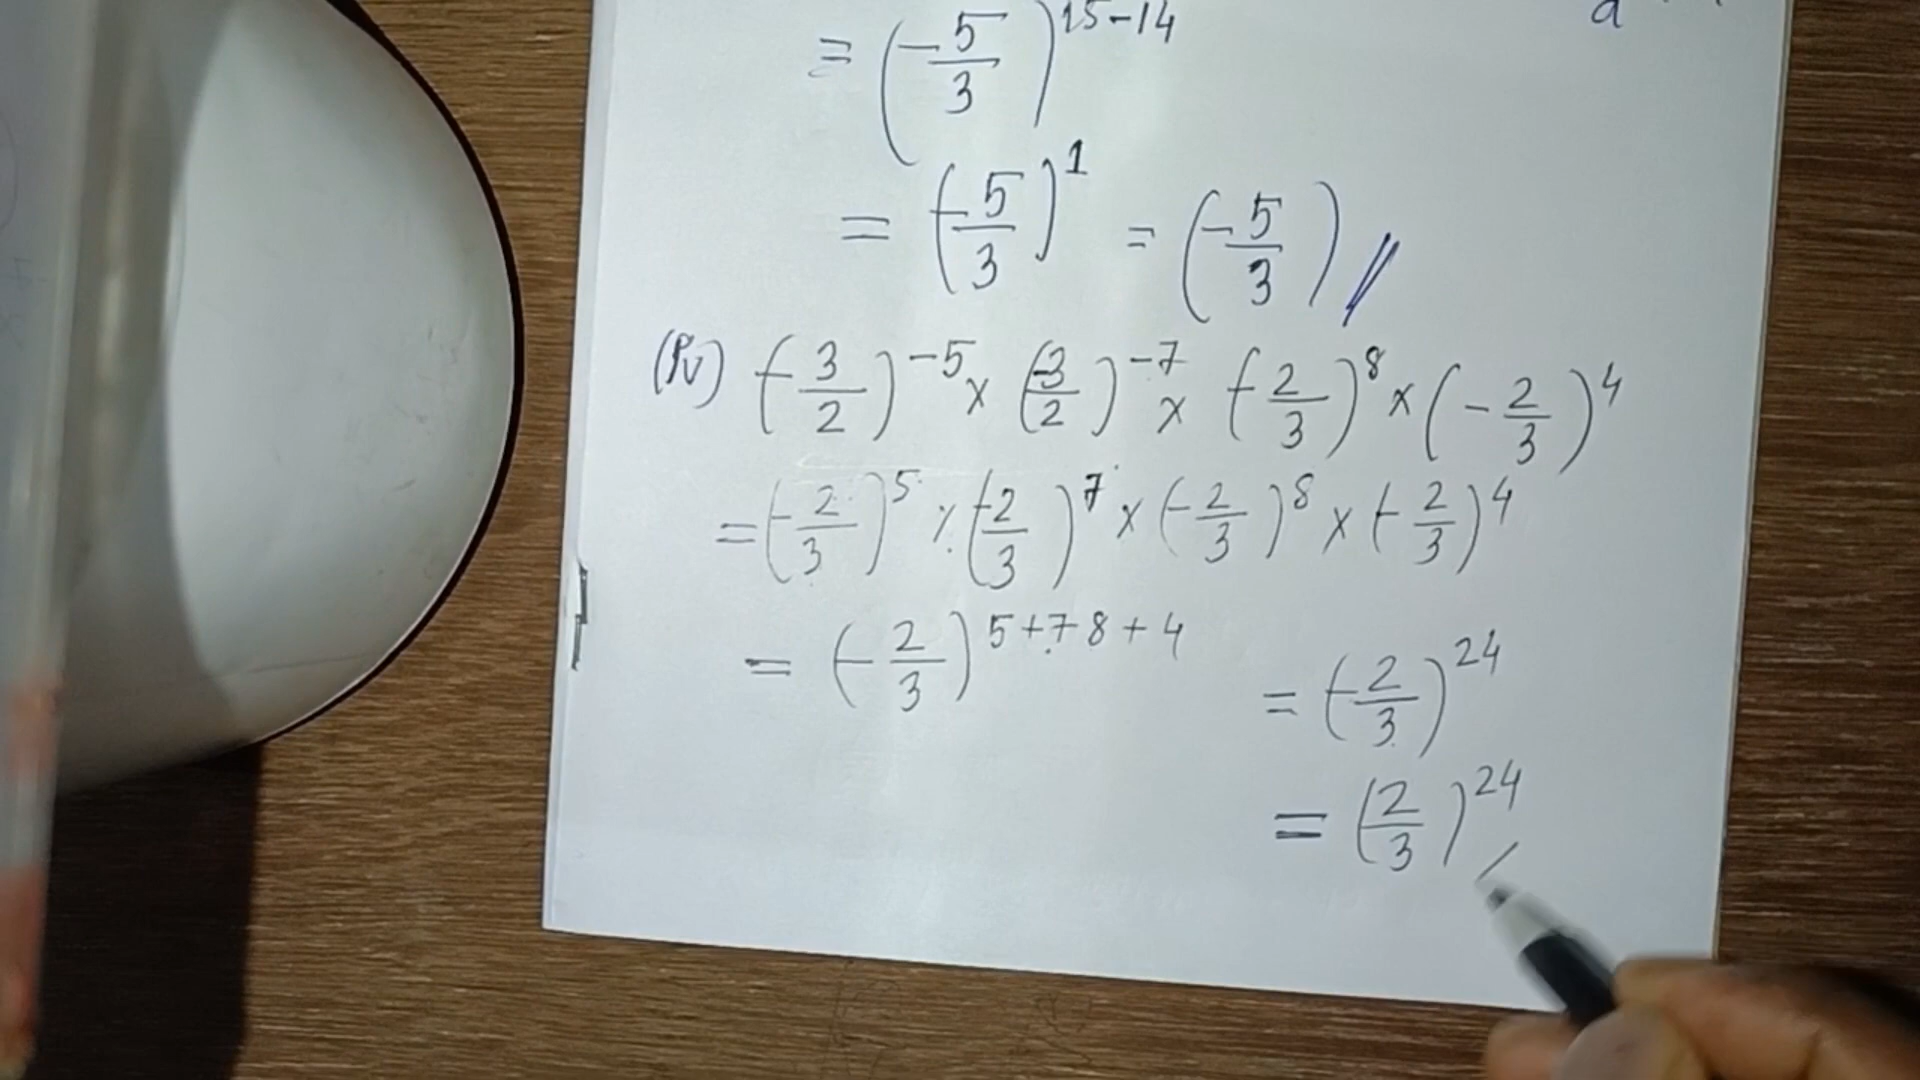 = (-5/3)^15-14
= (-5/3)^1 = (-5/3)
(iv) (-3/2)^-5 × (-3/2)^-7 × (-2/3)^8 × (-2/3)^4
= (-2/3)^5 × (-2/3)^7 × (-2/3)^8 × (-2/3)^4
= (-2/3)^5+7+8+4 = (-2/3)^24
= (2/3)^24